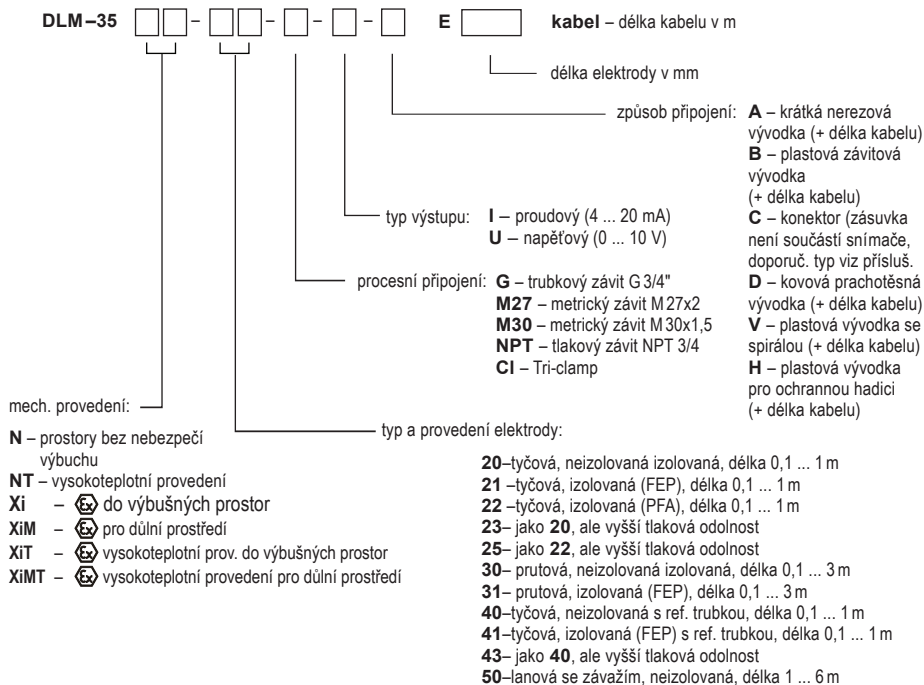 DLM–35 – – – – E kabel – délka kabelu v m
délka elektrody v mm
způsob připojení: A – krátká nerezová
vývodka (+ délka kabelu)
B – plastová závitová
vývodka
(+ délka kabelu)
C – konektor (zásuvka
není součástí snímače,
doporuč. typ viz přísluš.
D – kovová prachotěsná
vývodka (+ délka kabelu)
V – plastová vývodka se
spirálou (+ délka kabelu)
H – plastová vývodka
pro ochrannou hadici
(+ délka kabelu)
typ výstupu: I – proudový (4 ... 20 mA)
U – napěťový (0 ... 10 V)
procesní připojení: G – trubkový závit G 3/4"
M27 – metrický závit M 27x2
M30 – metrický závit M 30x1,5
NPT – tlakový závit NPT 3/4
Cl – Tri-clamp
mech. provedení:
N – prostory bez nebezpečí
výbuchu
NT – vysokoteplotní provedení
Xi – Ex do výbušných prostor
XiM – Ex pro důlní prostředí
XiT – Ex vysokoteplotní prov. do výbušných prostor
XiMT – Ex vysokoteplotní provedení pro důlní prostředí
typ a provedení elektrody:
20–tyčová, neizolovaná izolovaná, délka 0,1 ... 1 m
21 –tyčová, izolovaná (FEP), délka 0,1 ... 1 m
22 –tyčová, izolovaná (PFA), délka 0,1 ... 1 m
23– jako 20, ale vyšší tlaková odolnost
25– jako 22, ale vyšší tlaková odolnost
30– prutová, neizolovaná izolovaná, délka 0,1 ... 3 m
31– prutová, izolovaná (FEP), délka 0,1 ... 3 m
40–tyčová, neizolovaná s ref. trubkou, délka 0,1 ... 1 m
41–tyčová, izolovaná (FEP) s ref. trubkou, délka 0,1 ... 1 m
43– jako 40, ale vyšší tlaková odolnost
50–lanová se závažím, neizolovaná, délka 1 ... 6 m